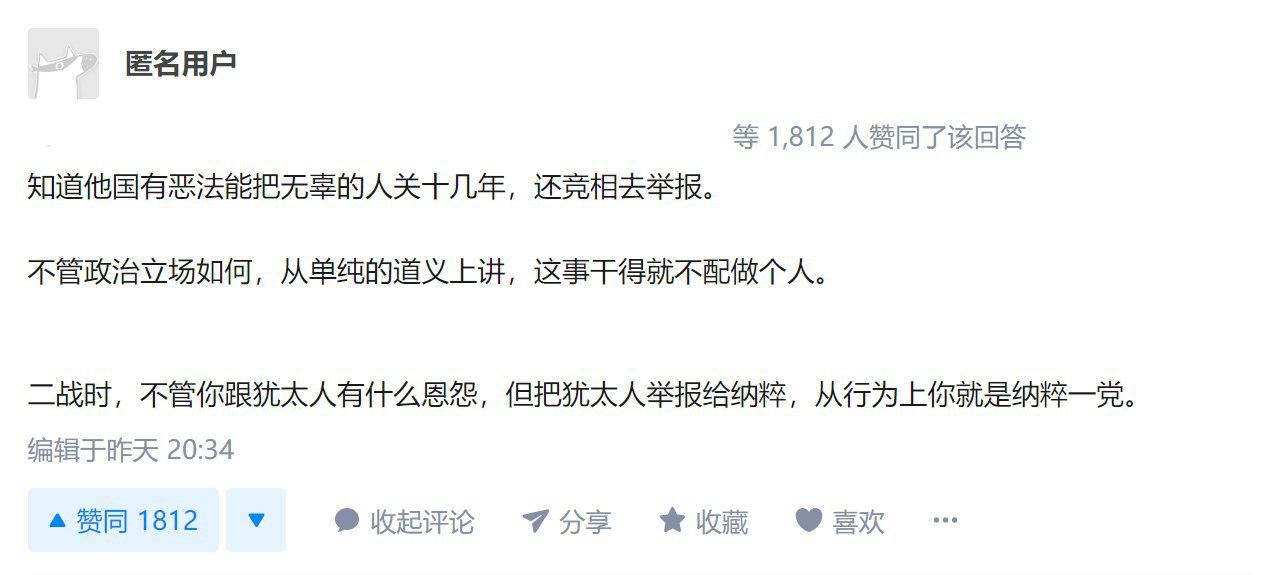 匿名用户
等 1,812 人赞同了该回答
知道他国有恶法能把无辜的人关十几年，还竞相去举报。
不管政治立场如何，从单纯的道义上讲，这事干得就不配做个人。
二战时，不管你跟犹太人有什么恩怨，但把犹太人举报给纳粹，从行为上你就是纳粹一党。
编辑于昨天 20:34
赞同 1812 收起评论 分享 收藏 喜欢